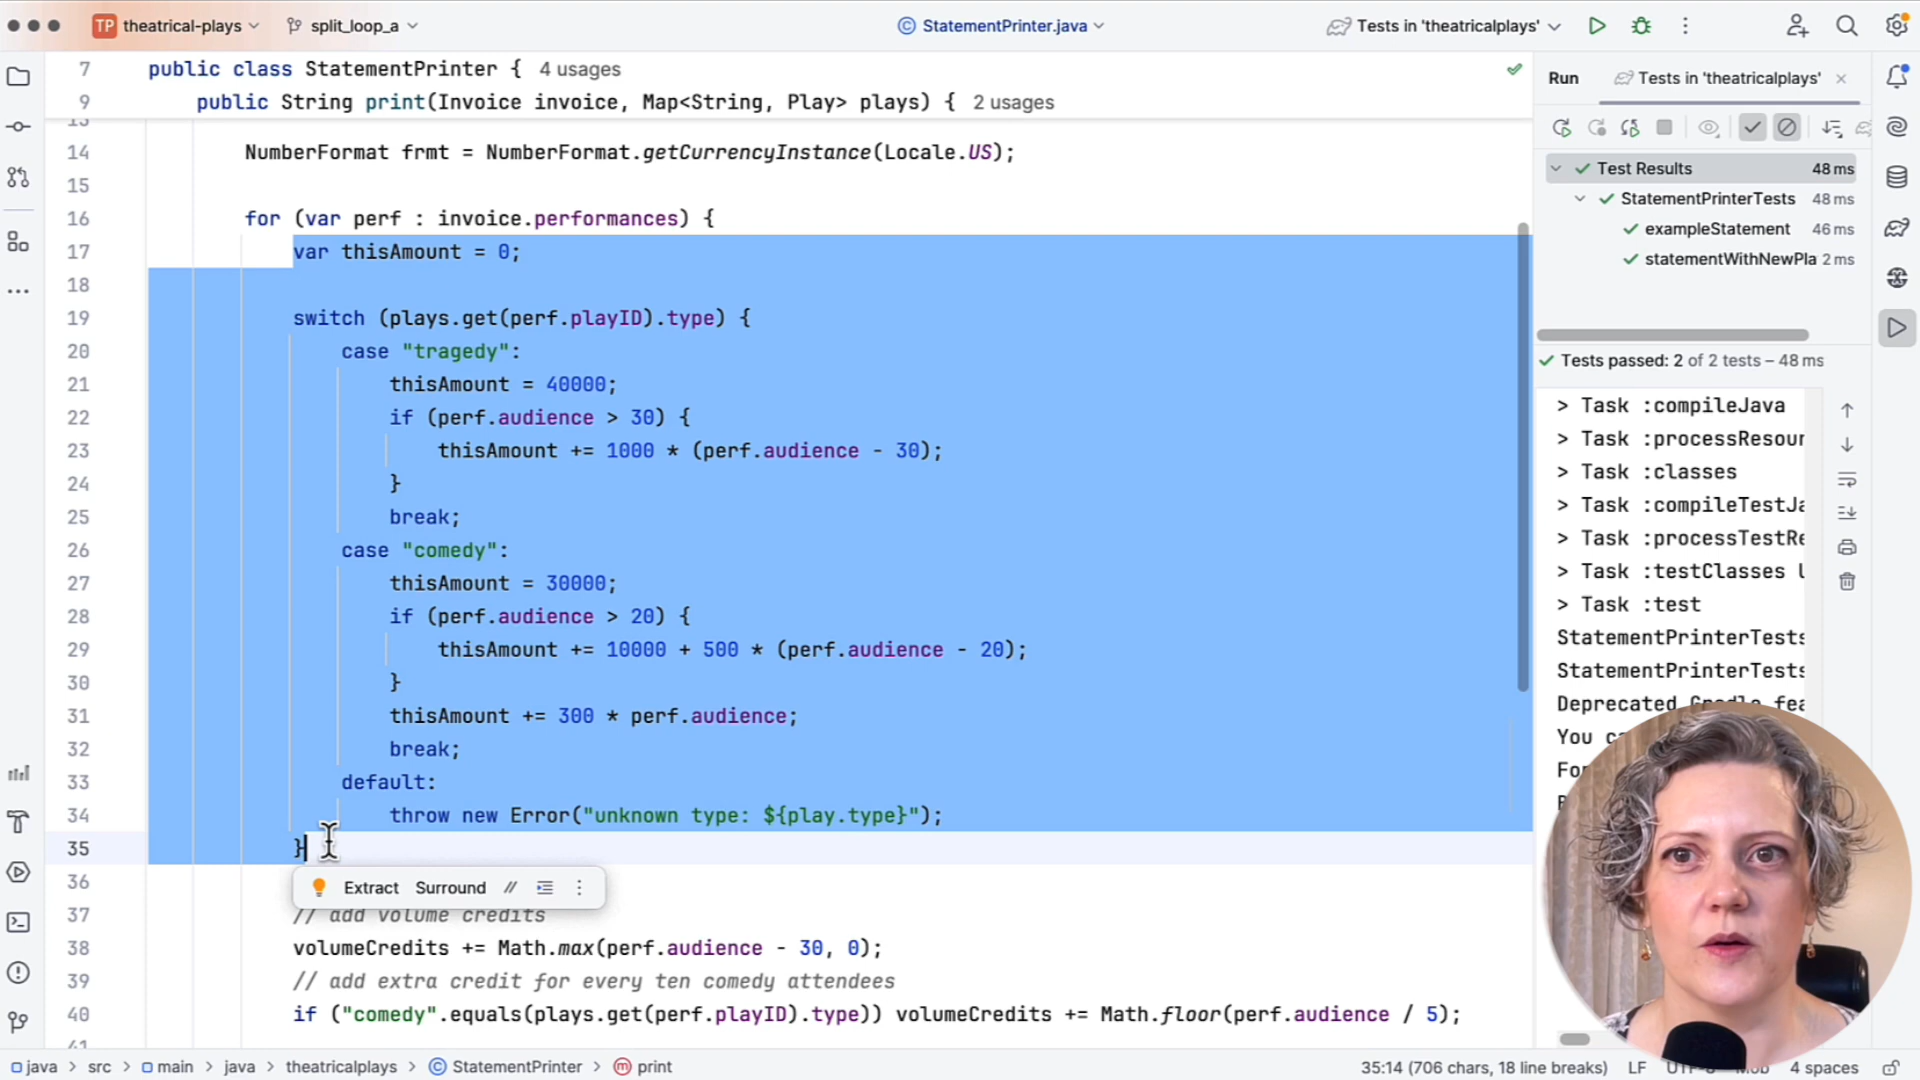 TP theatrical-plays split_loop_a StatementPrinter.java Tests in 'theatricalplays'
7 public class StatementPrinter { 4 usages
9 public String print(Invoice invoice, Map<String, Play> plays) { 2 usages
13
14 NumberFormat frmt = NumberFormat.getCurrencyInstance(Locale.US);
15
16 for (var perf : invoice.performances) {
17 var thisAmount = 0;
18
19 switch (plays.get(perf.playID).type) {
20 case "tragedy":
21 thisAmount = 40000;
22 if (perf.audience > 30) {
23 thisAmount += 1000 * (perf.audience - 30);
24 }
25 break;
26 case "comedy":
27 thisAmount = 30000;
28 if (perf.audience > 20) {
29 thisAmount += 10000 + 500 * (perf.audience - 20);
30 }
31 thisAmount += 300 * perf.audience;
32 break;
33 default:
34 throw new Error("unknown type: ${play.type}");
35 }
Extract Surround //
36
37 // add volume credits
38 volumeCredits += Math.max(perf.audience - 30, 0);
39 // add extra credit for every ten comedy attendees
40 if ("comedy".equals(plays.get(perf.playID).type)) volumeCredits += Math.floor(perf.audience / 5);
41
Run Tests in 'theatricalplays'
Test Results 48 ms
StatementPrinterTests 48 ms
exampleStatement 46 ms
statementWithNewPla 2 ms
Tests passed: 2 of 2 tests – 48 ms
> Task :compileJava
> Task :processResour
> Task :classes
> Task :compileTestJa
> Task :processTestRe
> Task :testClasses U
> Task :test
StatementPrinterTests
StatementPrinterTests
Deprecated Gradle fea
You c
For
java > src > main > java > theatricalplays > StatementPrinter > print 35:14 (706 chars, 18 line breaks) LF UTF-8 Mob 4 spaces